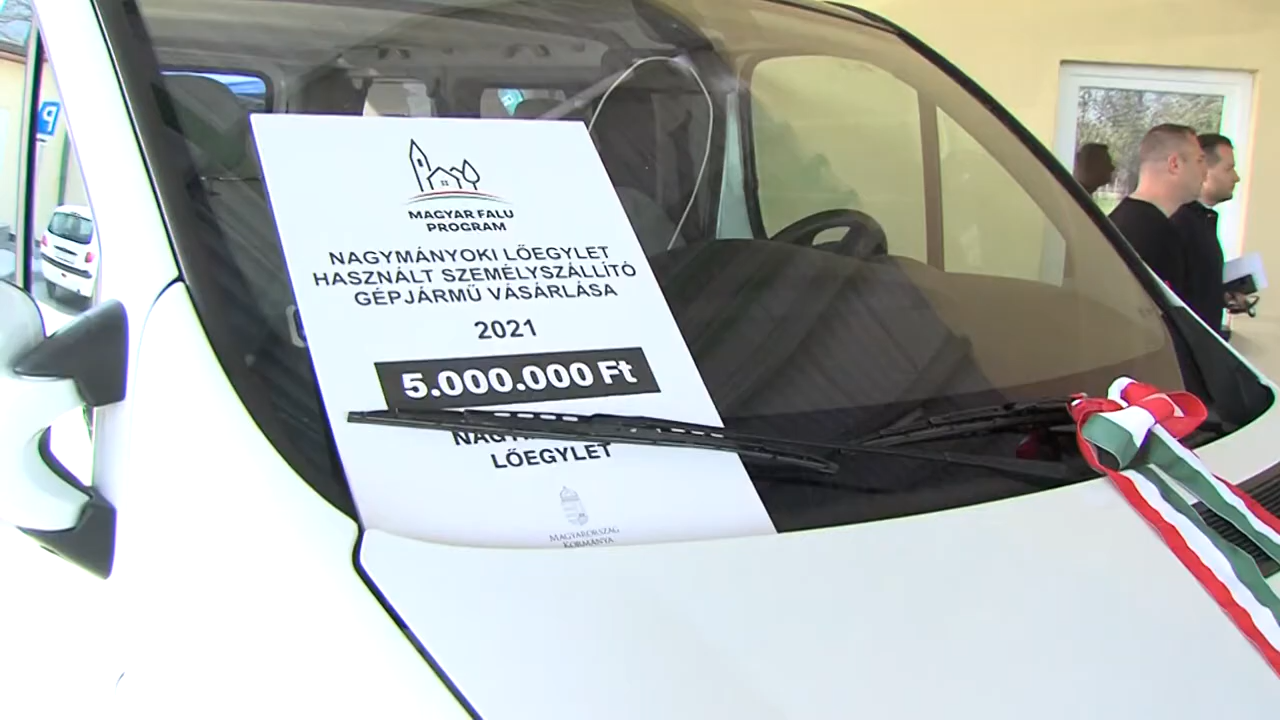 P
MAGYAR FALU
PROGRAM
NAGYMÁNYOKI LŐEGYLET
HASZNÁLT SZEMÉLYSZÁLLÍTÓ
GÉPJÁRMŰ VÁSÁRLÁSA
2021
5.000.000 Ft
LŐEGYLET
MAGYARORSZÁG
KORMÁNYA